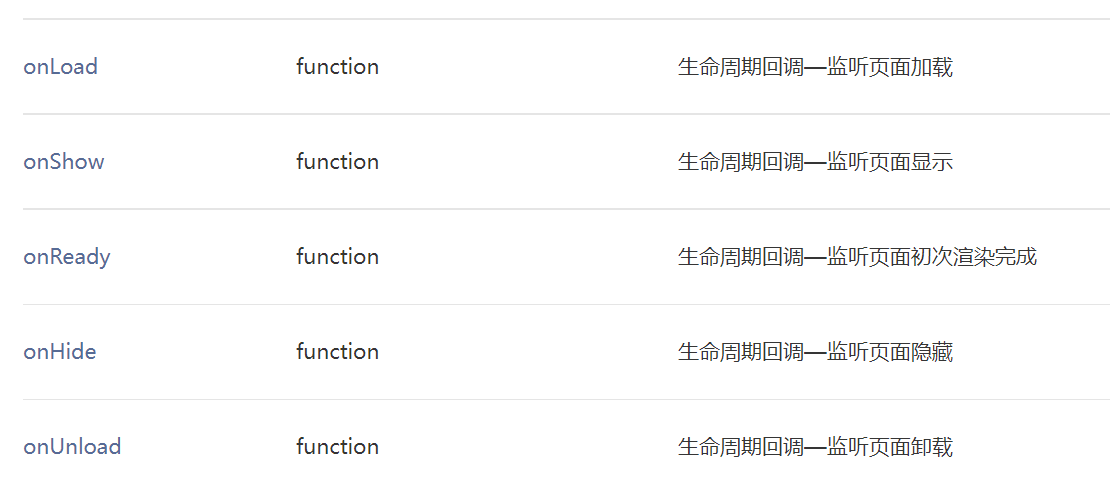 onLoad function 生命周期回调—监听页面加载
onShow function 生命周期回调—监听页面显示
onReady function 生命周期回调—监听页面初次渲染完成
onHide function 生命周期回调—监听页面隐藏
onUnload function 生命周期回调—监听页面卸载